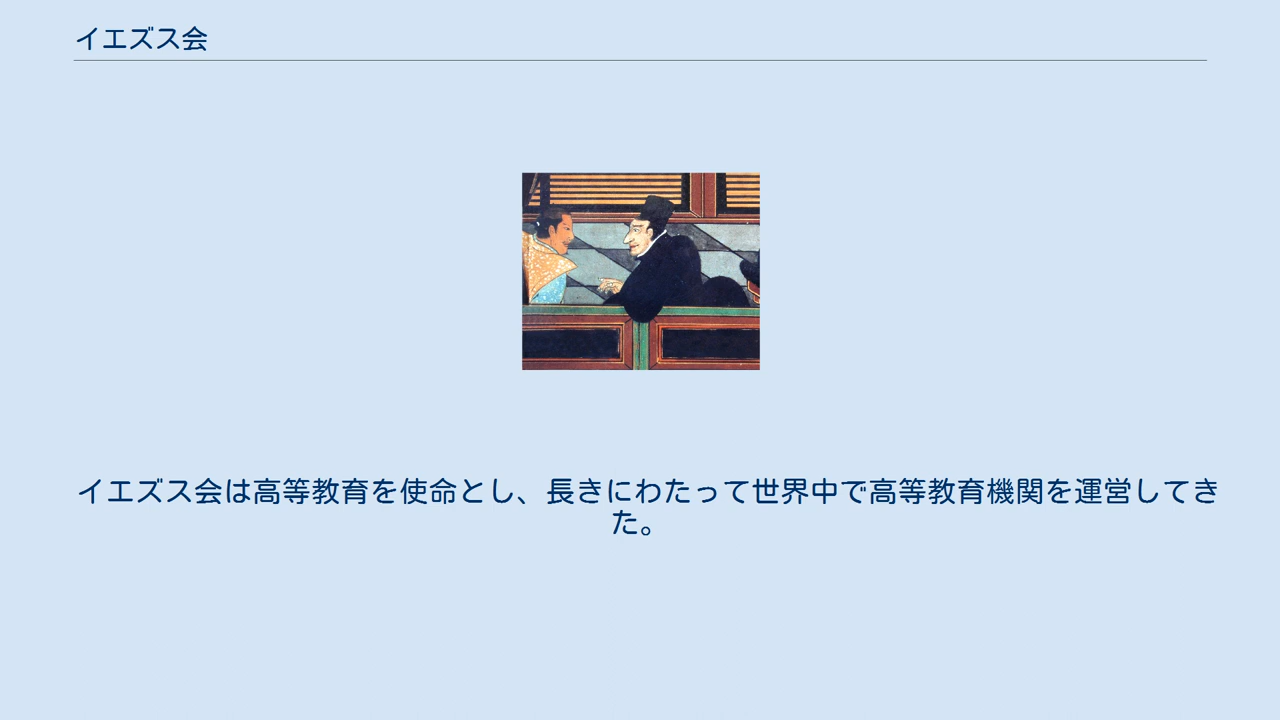 イエズス会
イエズス会は高等教育を使命とし、長きにわたって世界中で高等教育機関を運営してき
た。